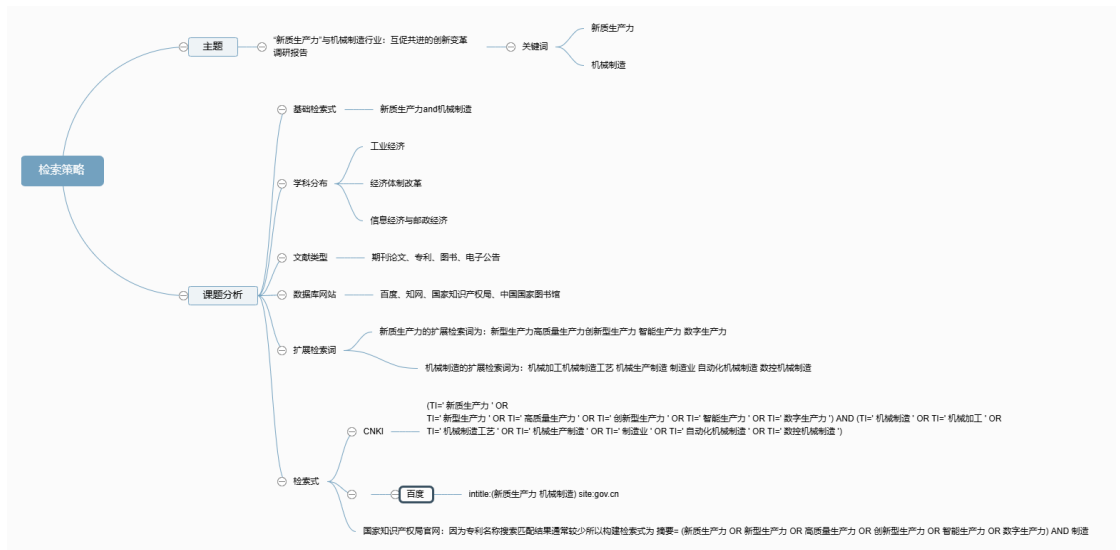 检索策略
主题
“新质生产力”与机械制造行业：互促共进的创新变革
调研报告
关键词
新质生产力
机械制造
课题分析
基础检索式
新质生产力and机械制造
学科分布
工业经济
经济体制改革
信息经济与邮政经济
文献类型
期刊论文、专利、图书、电子公告
数据库网站
百度、知网、国家知识产权局、中国国家图书馆
扩展检索词
新质生产力的扩展检索词为：新型生产力高质量生产力创新型生产力 智能生产力 数字生产力
机械制造的扩展检索词为：机械加工机械制造工艺 机械生产制造 制造业 自动化机械制造 数控机械制造
检索式
CNKI
(TI=' 新质生产力 ' OR
TI=' 新型生产力 ' OR TI=' 高质量生产力 ' OR TI=' 创新型生产力 ' OR TI=' 智能生产力 ' OR TI=' 数字生产力 ') AND (TI=' 机械制造 ' OR TI=' 机械加工 ' OR
TI=' 机械制造工艺 ' OR TI=' 机械生产制造 ' OR TI=' 制造业 ' OR TI=' 自动化机械制造 ' OR TI=' 数控机械制造 ')
百度
intitle:(新质生产力 机械制造) site:gov.cn
国家知识产权局官网：因为专利名称搜索匹配结果通常较少所以构建检索式为 摘要= (新质生产力 OR 新型生产力 OR 高质量生产力 OR 创新型生产力 OR 智能生产力 OR 数字生产力) AND 制造